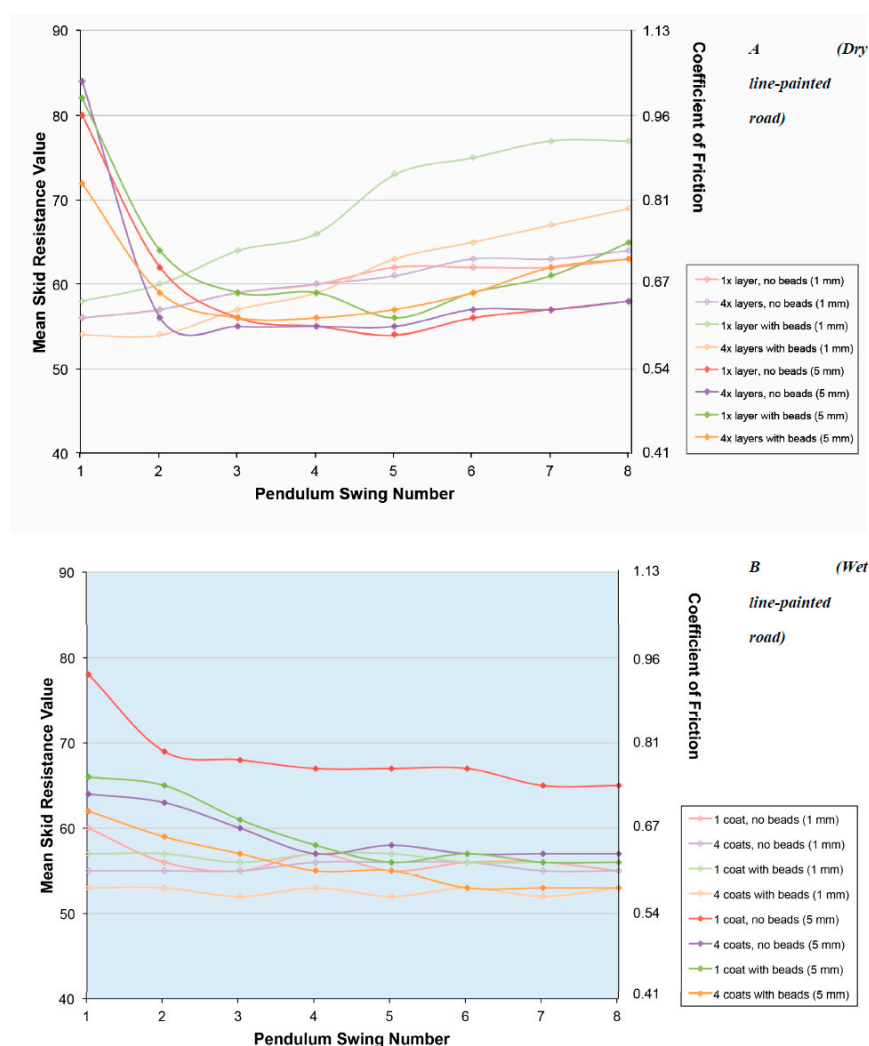 90
80
70
60
50
40
Mean Skid Resistance Value
1 2 3 4 5 6 7 8
Pendulum Swing Number
1.13
0.96
0.81
0.67
0.54
0.41
Coefficient of Friction
A (Dry
line-painted
road)
1x layer, no beads (1 mm)
4x layers, no beads (1 mm)
1x layer with beads (1 mm)
4x layers with beads (1 mm)
1x layer, no beads (5 mm)
4x layers, no beads (5 mm)
1x layer with beads (5 mm)
4x layers with beads (5 mm)
90
80
70
60
50
40
Mean Skid Resistance Value
1 2 3 4 5 6 7 8
Pendulum Swing Number
1.13
0.96
0.81
0.67
0.54
0.41
Coefficient of Friction
B (Wet
line-painted
road)
1 coat, no beads (1 mm)
4 coats, no beads (1 mm)
1 coat with beads (1 mm)
4 coats with beads (1 mm)
1 coat, no beads (5 mm)
4 coats, no beads (5 mm)
1 coat with beads (5 mm)
4 coats with beads (5 mm)